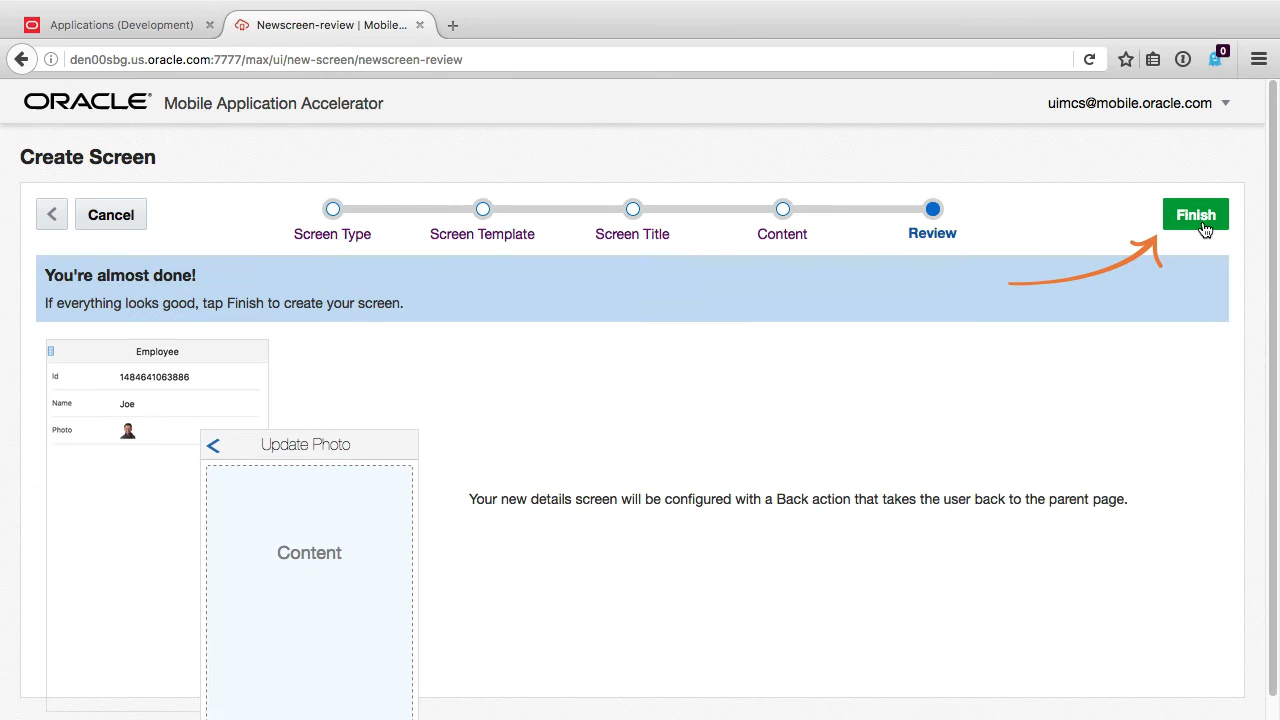 Applications (Development)
Newscreen-review | Mobile...
0
den00sbg.us.oracle.com:7777/max/ui/new-screen/newscreen-review
ORACLE® Mobile Application Accelerator
uimcs@mobile.oracle.com
Create Screen
Cancel
Finish
Screen Type
Screen Template
Screen Title
Content
Review
You're almost done!
If everything looks good, tap Finish to create your screen.
Employee
Id 1484641063886
Name Joe
Photo
Update Photo
Content
Your new details screen will be configured with a Back action that takes the user back to the parent page.